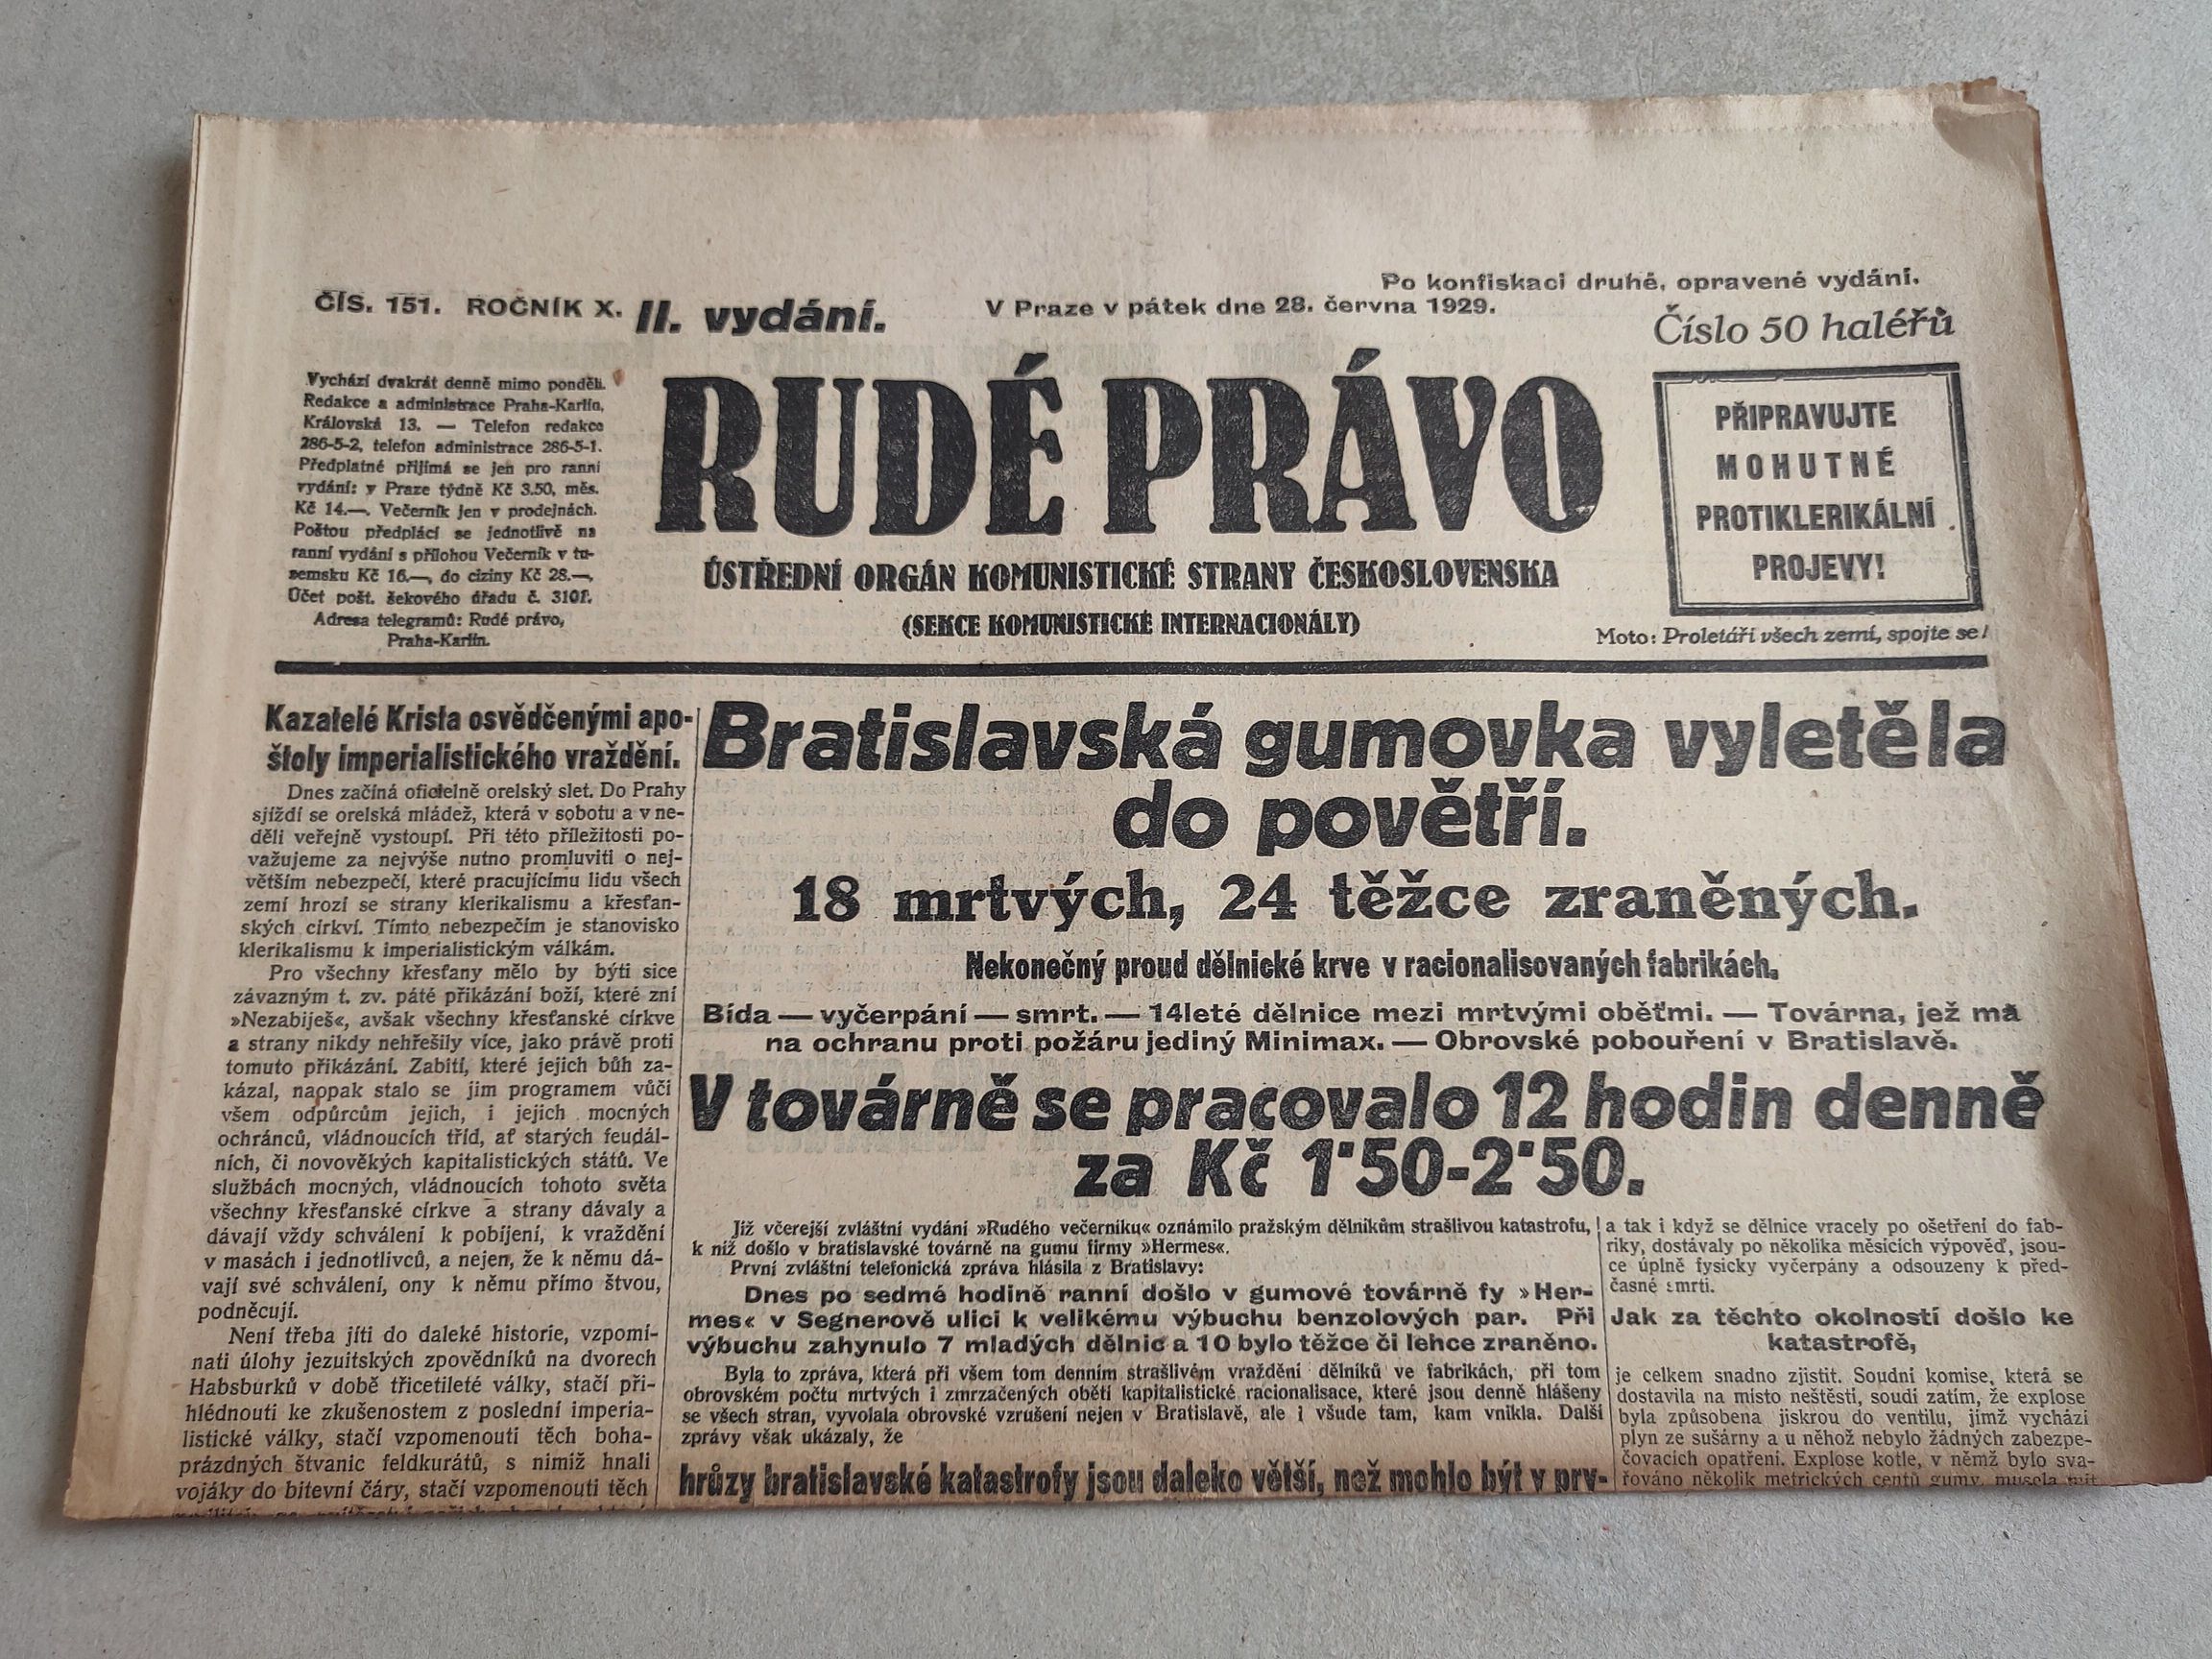 Po konfiskaci druhé, opravené vydání.
ČÍS. 151. ROČNÍK X. II. vydání.
V Praze v pátek dne 28. června 1929.
Číslo 50 haléřů
Vychází dvakrát denně mimo pondělí.
Redakce a administrace Praha-Karlín,
Královská 13. — Telefon redakce
286-5-2, telefon administrace 286-5-1.
Předplatné přijímá se jen pro ranní
vydání: v Praze týdně Kč 3.50, měs.
Kč 14.—. Večerník jen v prodejnách.
Poštou předplácí se jednotlivě na
ranní vydání s přílohou Večerník v tu-
zemsku Kč 16.—, do ciziny Kč 28.—,
Účet pošt. šekového úřadu č.
Adresa telegramů: Rudé právo,
Praha-Karlín.
RUDÉ PRÁVO
ÚSTŘEDNÍ ORGÁN KOMUNISTICKÉ STRANY ČESKOSLOVENSKA
(SEKCE KOMUNISTICKÉ INTERNACIONÁLY)
PŘIPRAVUJTE
MOHUTNÉ
PROTIKLERIKÁLNÍ
PROJEVY!
Moto: Proletáři všech zemí, spojte se!
Kazatelé Krista osvědčenými apo-
štoly imperialistického vraždění.
Dnes začíná oficielně orelský slet. Do Prahy
sjíždí se orelská mládež, která v sobotu a v ne-
děli veřejně vystoupí. Při této příležitosti po-
važujeme za nejvýše nutno promluviti o nej-
větším nebezpečí, které pracujícímu lidu všech
zemí hrozí se strany klerikalismu a křesťan-
ských církví. Tímto nebezpečím je stanovisko
klerikalismu k imperialistickým válkám.
Pro všechny křesťany mělo by býti sice
závazným t. zv. páté přikázání boží, které zní
»Nezabiješ«, avšak všechny křesťanské církve
a strany nikdy nehřešily více, jako právě proti
tomuto přikázání. Zabití, které jejich bůh za-
kázal, naopak stalo se jim programem vůči
všem odpůrcům jejich, i jejich mocných
ochránců, vládnoucích tříd, ať starých feudál-
ních, či novověkých kapitalistických států. Ve
službách mocných, vládnoucích tohoto světa
všechny křesťanské církve a strany dávaly a
dávají vždy schválení k pobíjení, k vraždění
v masách i jednotlivců, a nejen, že k němu dá-
vají své schválení, ony k němu přímo štvou,
podněcují.
Není třeba jíti do daleké historie, vzpomí-
nati úlohy jezuitských zpovědníků na dvorech
Habsburků v době třicetileté války, stačí při-
hlédnouti ke zkušenostem z poslední imperia-
listické války, stačí vzpomenouti těch boha-
prázdných štvanic feldkurátů, s nimiž hnali
vojáky do bitevní čáry, stačí vzpomenouti těch
Bratislavská gumovka vyletěla
do povětří.
18 mrtvých, 24 těžce zraněných.
Nekonečný proud dělnické krve v racionalisovaných fabrikách.
Bída — vyčerpání — smrt. — 14leté dělnice mezi mrtvými oběťmi. — Továrna, jež má
na ochranu proti požáru jediný Minimax. — Obrovské pobouření v Bratislavě.
V továrně se pracovalo 12 hodin denně
za Kč 1·50-2·50.
Již včerejší zvláštní vydání »Rudého večerníku« oznámilo pražským dělníkům strašlivou katastrofu,
k níž došlo v bratislavské továrně na gumu firmy »Hermes«.
První zvláštní telefonická zpráva hlásila z Bratislavy:
Dnes po sedmé hodině ranní došlo v gumové továrně fy »Her-
mes« v Segnerově ulici k velikému výbuchu benzolových par. Při
výbuchu zahynulo 7 mladých dělnic a 10 bylo těžce či lehce zraněno.
Byla to zpráva, která při všem tom denním strašlivém vraždění dělníků ve fabrikách, při tom
obrovském počtu mrtvých i zmrzačených obětí kapitalistické racionalisace, které jsou denně hlášeny
se všech stran, vyvolala obrovské vzrušení nejen v Bratislavě, ale i všude tam, kam vnikla. Další
zprávy však ukázaly, že
hrůzy bratislavské katastrofy jsou daleko větší, než mohlo být v prv-
a tak i když se dělnice vracely po ošetření do fab-
riky, dostávaly po několika měsících výpověď, jsou-
ce úplně fysicky vyčerpány a odsouzeny k před-
časné smrti.
Jak za těchto okolností došlo ke
katastrofě,
je celkem snadno zjistit. Soudní komise, která se
dostavila na místo neštěstí, soudí zatím, že explose
byla způsobena jiskrou do ventilu, jímž vychází
plyn ze sušárny a u něhož nebylo žádných zabezpe-
čovacích opatření. Explose kotle, v němž bylo sva-
řováno několik metrických centů gumy, musela mít